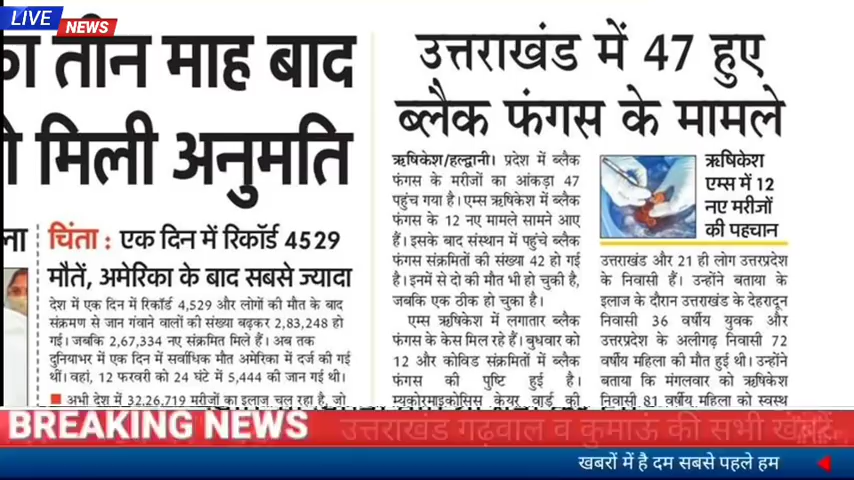 LIVE
NEWS
तीन माह बाद
मिली अनुमति
चिंता : एक दिन में रिकॉर्ड 4529
मौतें, अमेरिका के बाद सबसे ज्यादा
देश में एक दिन में रिकॉर्ड 4,529 और लोगों की मौत के बाद
संक्रमण से जान गंवाने वालों की संख्या बढ़कर 2,83,248 हो
गई। जबकि 2,67,334 नए संक्रमित मिले हैं। अब तक
दुनियाभर में एक दिन में सर्वाधिक मौत अमेरिका में दर्ज की गई
थीं। वहां, 12 फरवरी को 24 घंटे में 5,444 की जान गई थी।
अभी देश में 32,26,719 मरीजों का इलाज चल रहा है, जो
उत्तराखंड में 47 हुए
ब्लैक फंगस के मामले
ऋषिकेश/हल्द्वानी। प्रदेश में ब्लैक
फंगस के मरीजों का आंकड़ा 47
पहुंच गया है। एम्स ऋषिकेश में ब्लैक
फंगस के 12 नए मामले सामने आए
हैं। इसके बाद संस्थान में पहुंचे ब्लैक
फंगस संक्रमितों की संख्या 42 हो गई
है। इनमें से दो की मौत भी हो चुकी है,
जबकि एक ठीक हो चुका है।
एम्स ऋषिकेश में लगातार ब्लैक
फंगस के केस मिल रहे हैं। बुधवार को
12 और कोविड संक्रमितों में ब्लैक
फंगस की पुष्टि हुई है।
म्यूकोरमाइकोसिस केयर वार्ड की
ऋषिकेश
एम्स में 12
नए मरीजों
की पहचान
उत्तराखंड और 21 ही लोग उत्तरप्रदेश
के निवासी हैं। उन्होंने बताया के
इलाज के दौरान उत्तराखंड के देहरादून
निवासी 36 वर्षीय युवक और
उत्तरप्रदेश के अलीगढ़ निवासी 72
वर्षीय महिला की मौत हुई थी। उन्होंने
बताया कि मंगलवार को ऋषिकेश
निवासी 81 वर्षीय महिला को स्वस्थ
BREAKING NEWS
उत्तराखंड गढ़वाल व कुमाऊं की सभी खबरें
खबरों में है दम सबसे पहले हम